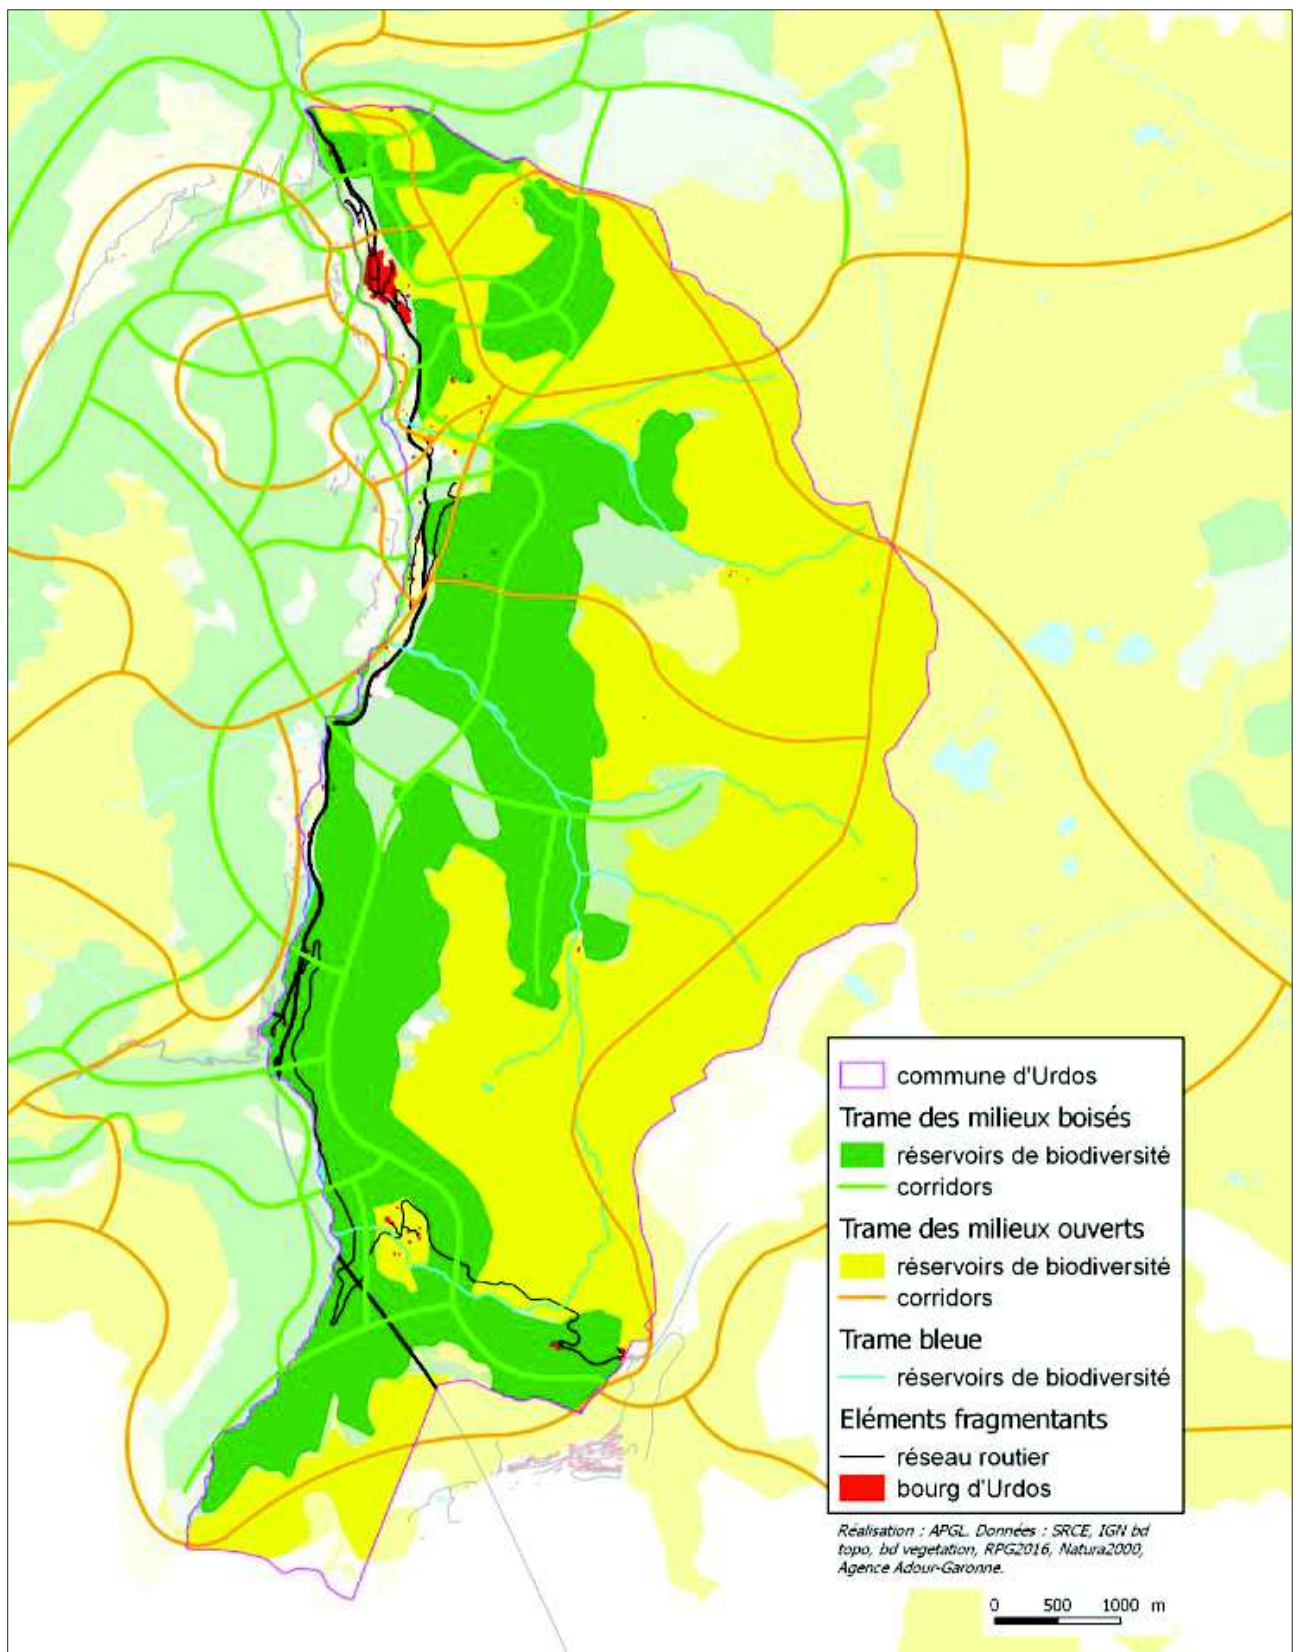 commune d'Urdos
Trame des milieux boisés
réservoirs de biodiversité
corridors
Trame des milieux ouverts
réservoirs de biodiversité
corridors
Trame bleue
réservoirs de biodiversité
Eléments fragmentants
réseau routier
bourg d'Urdos
Réalisation : APGL. Données : SRCE, IGN bd
topo, bd vegetation, RPG2016, Natura2000,
Agence Adour-Garonne.
0 500 1000 m